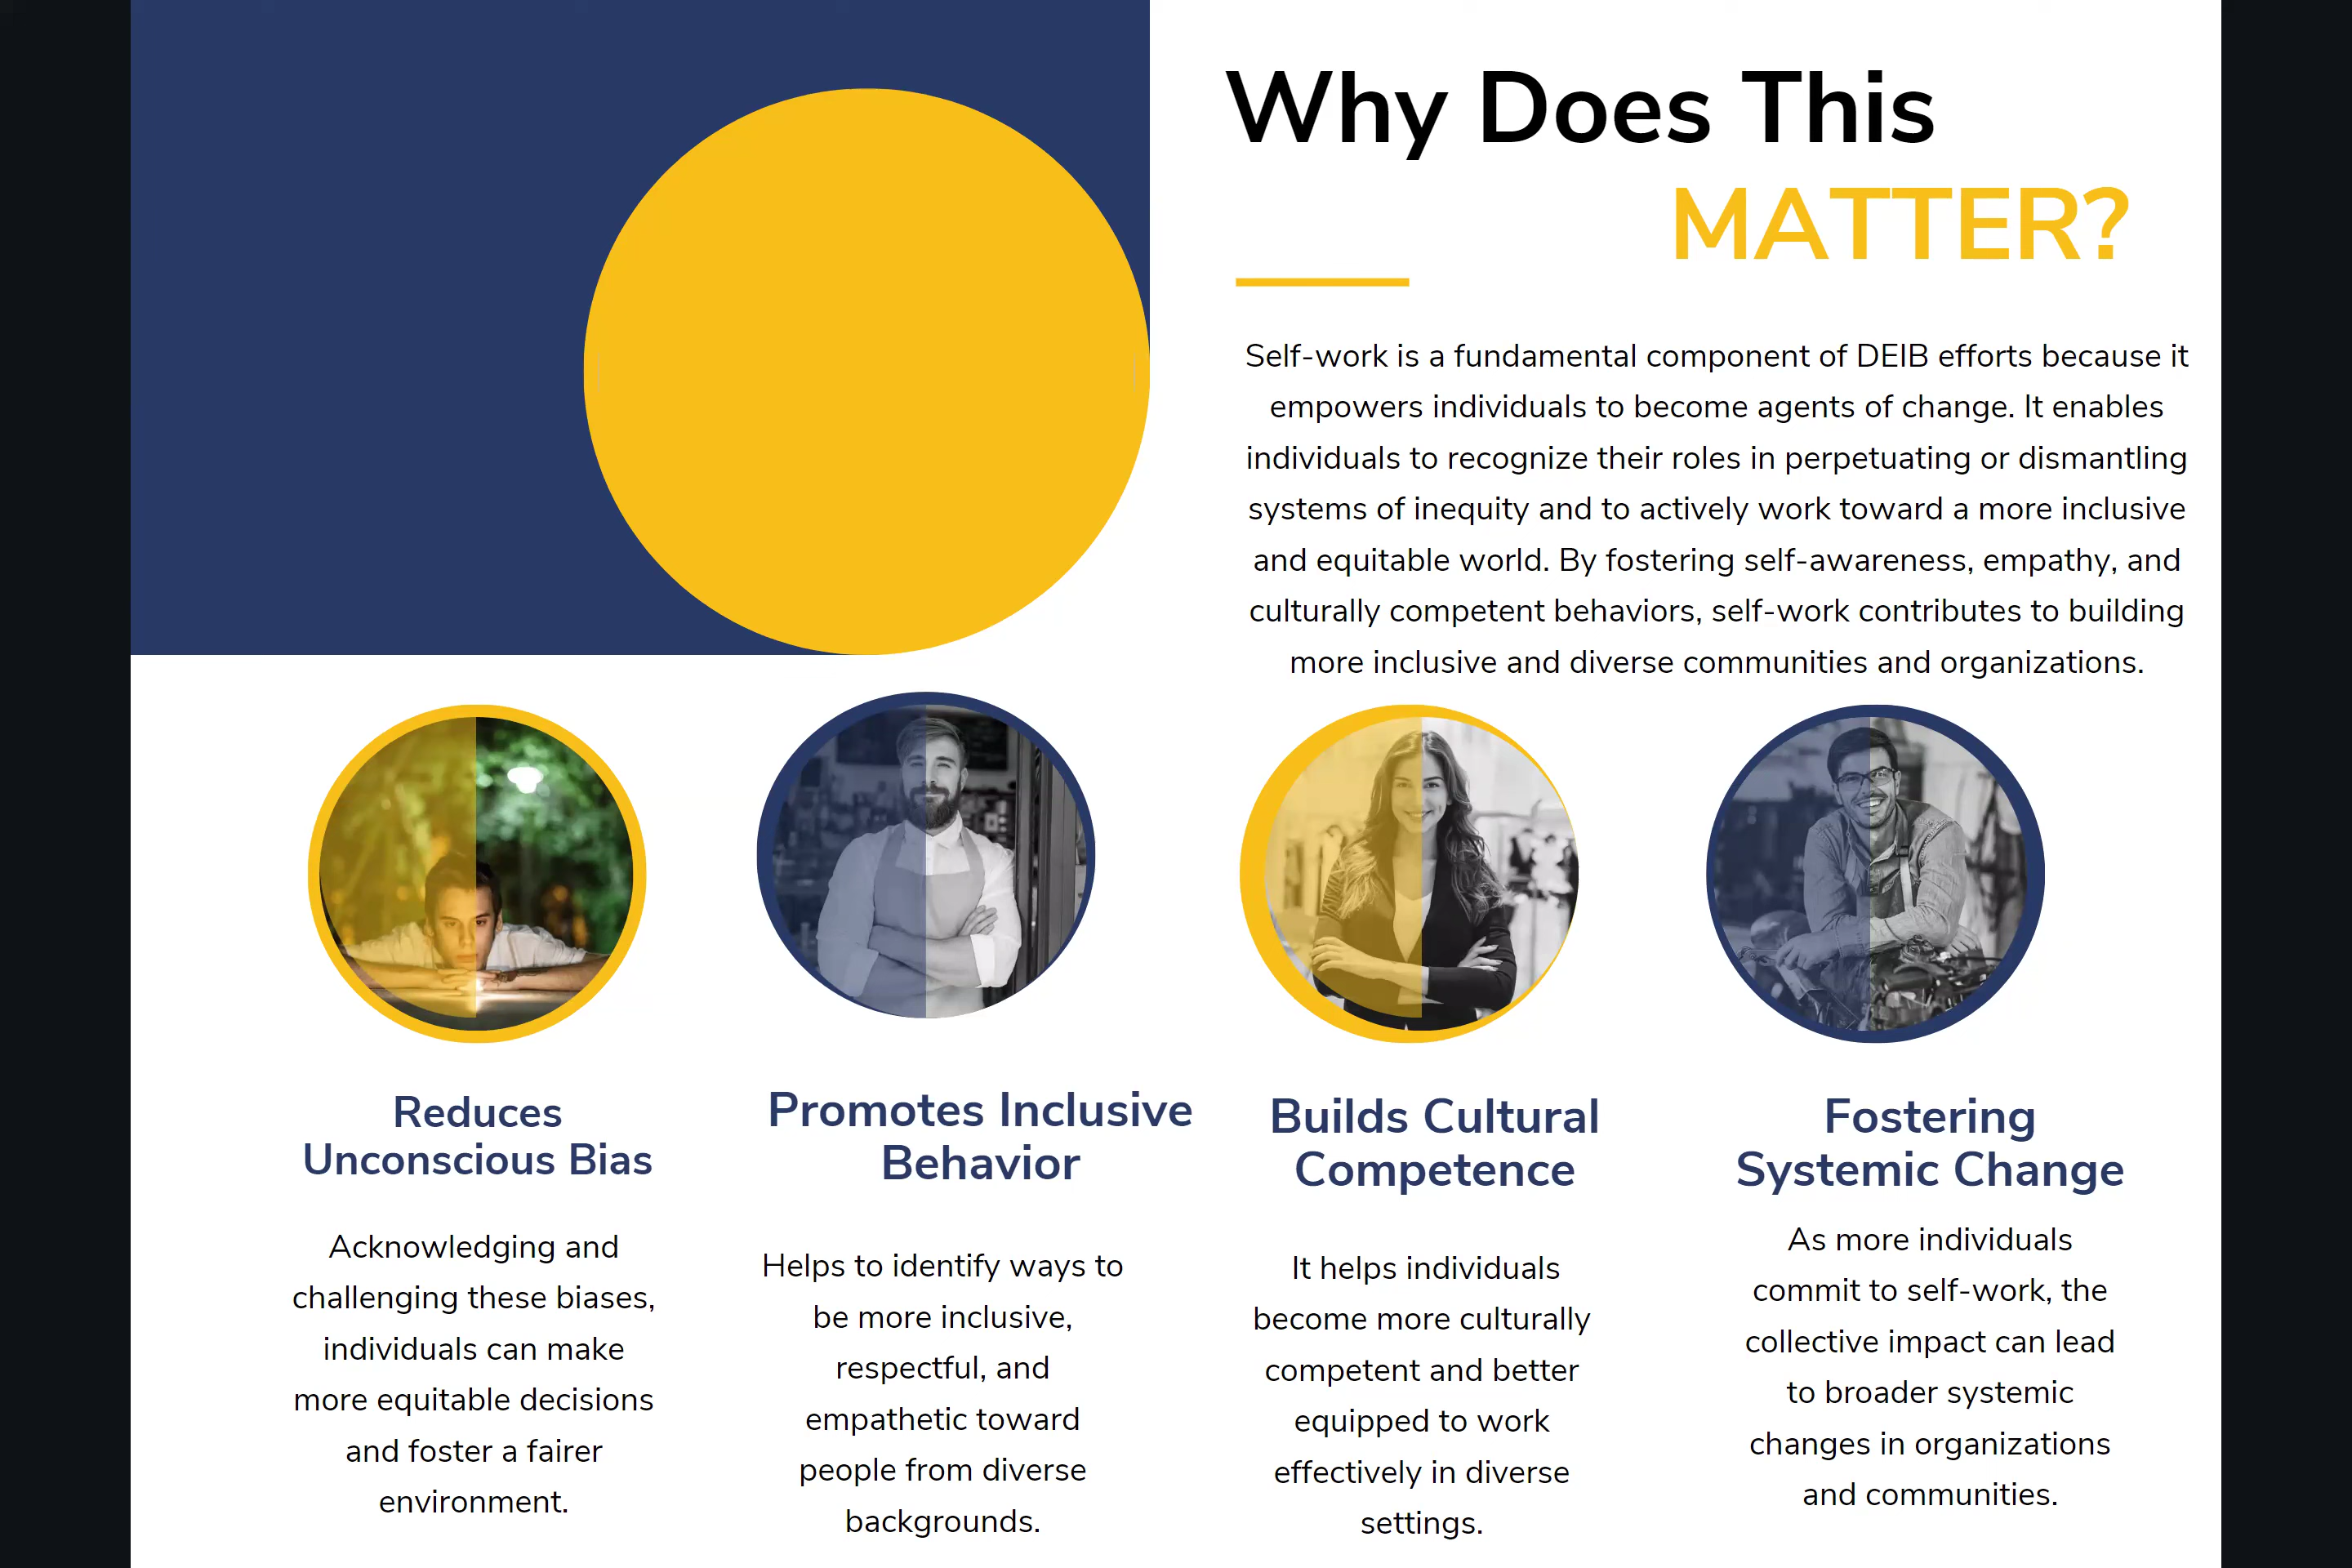 Why Does This
MATTER?
Self-work is a fundamental component of DEIB efforts because it
empowers individuals to become agents of change. It enables
individuals to recognize their roles in perpetuating or dismantling
systems of inequity and to actively work toward a more inclusive
and equitable world. By fostering self-awareness, empathy, and
culturally competent behaviors, self-work contributes to building
more inclusive and diverse communities and organizations.
Reduces
Unconscious Bias
Acknowledging and
challenging these biases,
individuals can make
more equitable decisions
and foster a fairer
environment.
Promotes Inclusive
Behavior
Helps to identify ways to
be more inclusive,
respectful, and
empathetic toward
people from diverse
backgrounds.
Builds Cultural
Competence
It helps individuals
become more culturally
competent and better
equipped to work
effectively in diverse
settings.
Fostering
Systemic Change
As more individuals
commit to self-work, the
collective impact can lead
to broader systemic
changes in organizations
and communities.